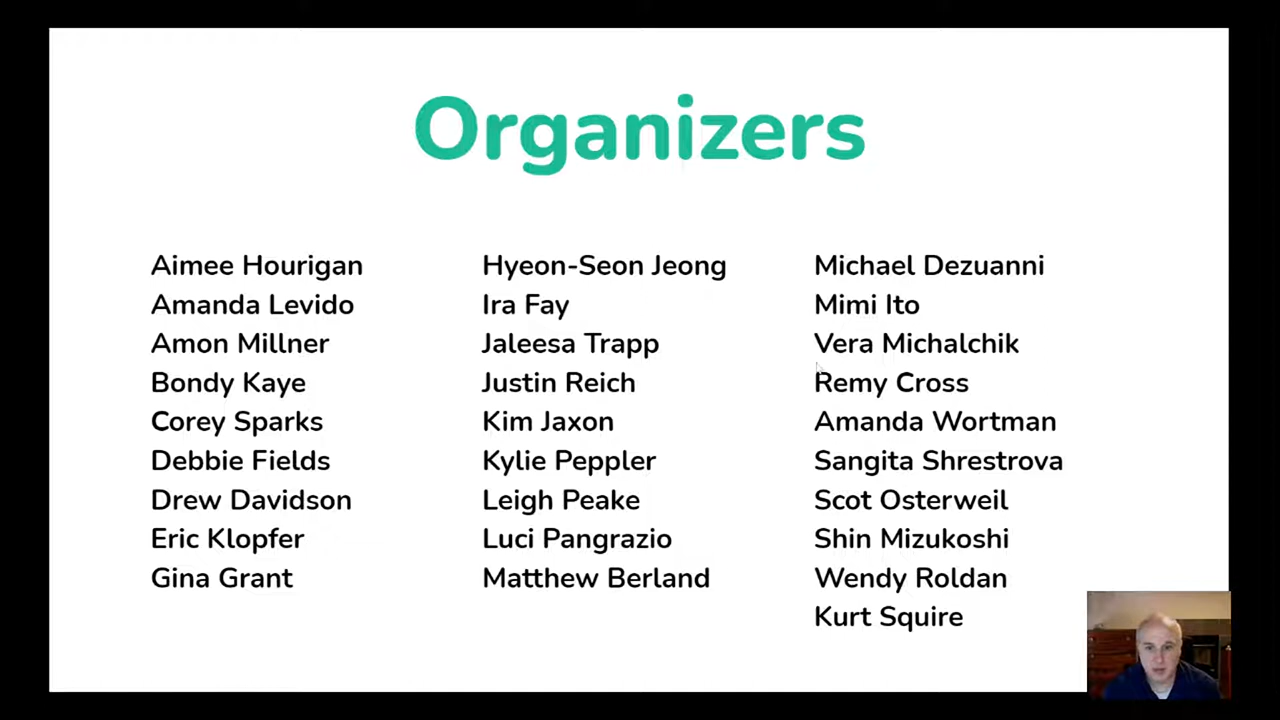 Organizers
Aimee Hourigan
Amanda Levido
Amon Millner
Bondy Kaye
Corey Sparks
Debbie Fields
Drew Davidson
Eric Klopfer
Gina Grant
Hyeon-Seon Jeong
Ira Fay
Jaleesa Trapp
Justin Reich
Kim Jaxon
Kylie Peppler
Leigh Peake
Luci Pangrazio
Matthew Berland
Michael Dezuanni
Mimi Ito
Vera Michalchik
Remy Cross
Amanda Wortman
Sangita Shrestrova
Scot Osterweil
Shin Mizukoshi
Wendy Roldan
Kurt Squire